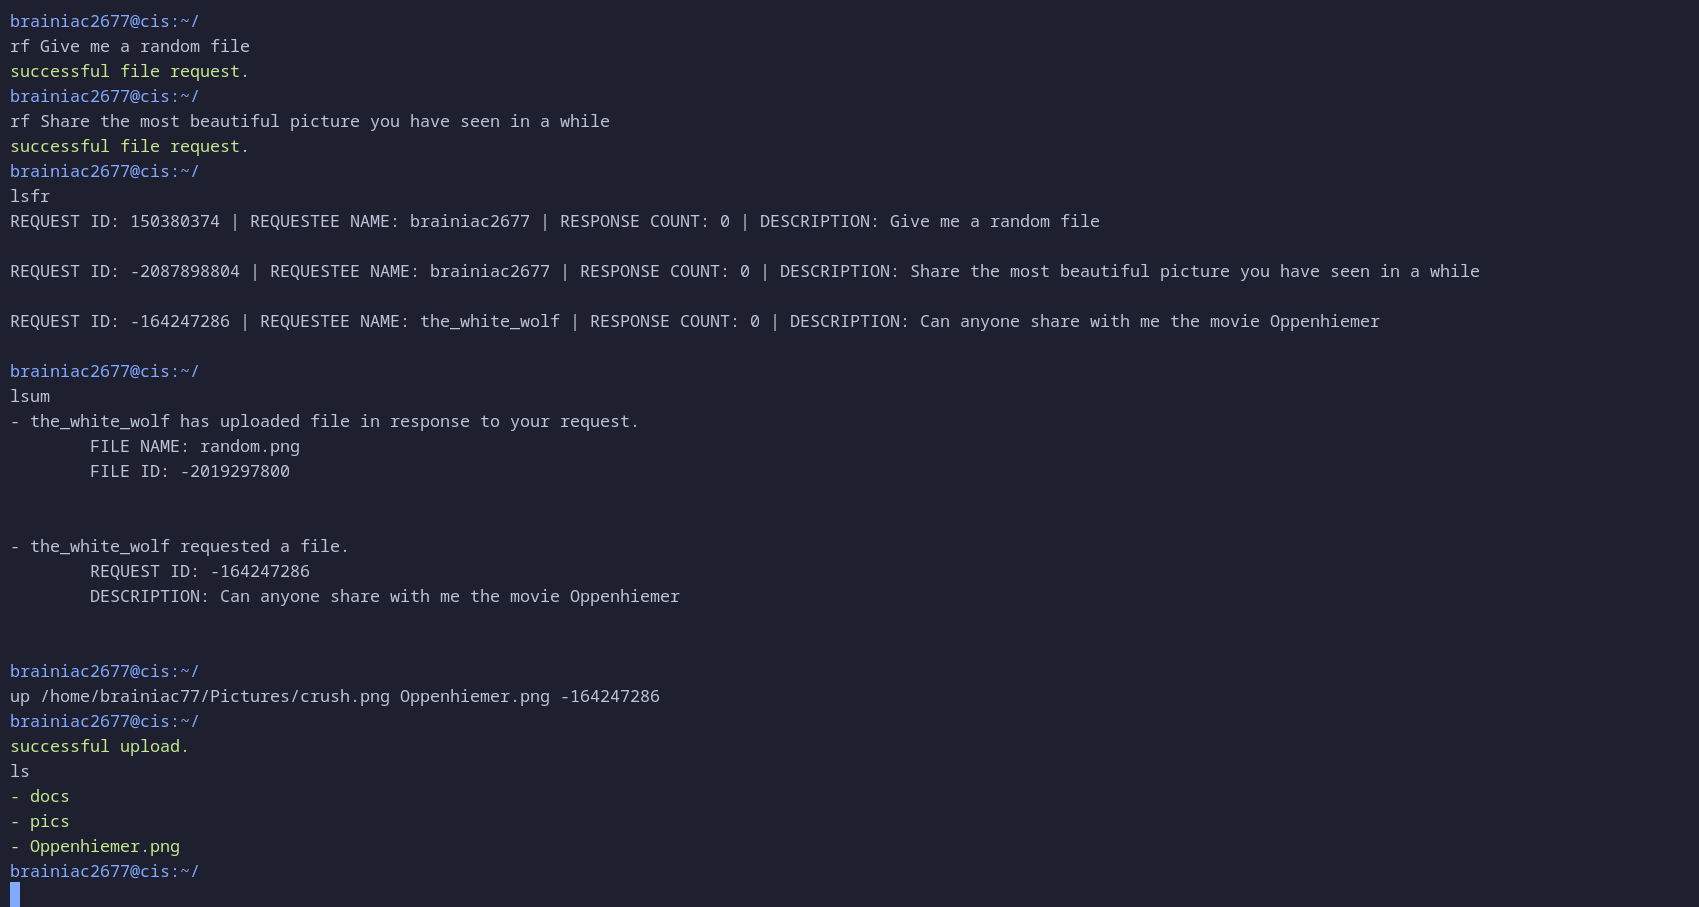 brainiac2677@cis:~/
rf Give me a random file
successful file request.
brainiac2677@cis:~/
rf Share the most beautiful picture you have seen in a while
successful file request.
brainiac2677@cis:~/
lsfr
REQUEST ID: 150380374 | REQUESTEE NAME: brainiac2677 | RESPONSE COUNT: 0 | DESCRIPTION: Give me a random file
REQUEST ID: -2087898804 | REQUESTEE NAME: brainiac2677 | RESPONSE COUNT: 0 | DESCRIPTION: Share the most beautiful picture you have seen in a while
REQUEST ID: -164247286 | REQUESTEE NAME: the_white_wolf | RESPONSE COUNT: 0 | DESCRIPTION: Can anyone share with me the movie Oppenhiemer
brainiac2677@cis:~/
lsum
- the_white_wolf has uploaded file in response to your request.
FILE NAME: random.png
FILE ID: -2019297800
- the_white_wolf requested a file.
REQUEST ID: -164247286
DESCRIPTION: Can anyone share with me the movie Oppenhiemer
brainiac2677@cis:~/
up /home/brainiac77/Pictures/crush.png Oppenhiemer.png -164247286
brainiac2677@cis:~/
successful upload.
ls
- docs
- pics
- Oppenhiemer.png
brainiac2677@cis:~/